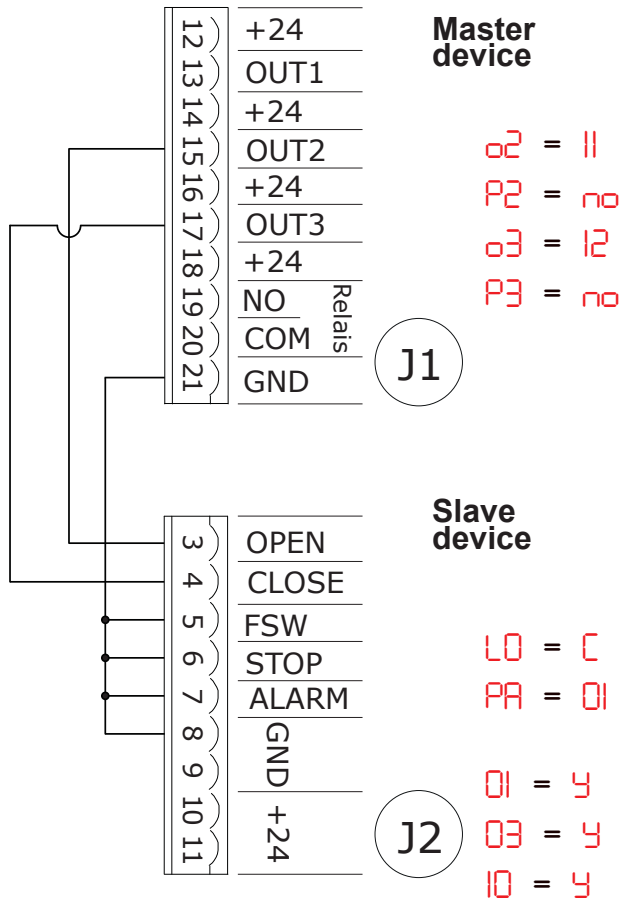 12 +24
13 OUT1
14 +24
15 OUT2
16 +24
17 OUT3
18 +24
19 NO
20 COM
Relais
21 GND
J1
Master
device
o2 = 11
P2 = no
o3 = 12
P3 = no
3 OPEN
4 CLOSE
5 FSW
6 STOP
7 ALARM
8
9
GND
10
11
+24
J2
Slave
device
LO = C
PA = 01
01 = Y
03 = Y
10 = Y